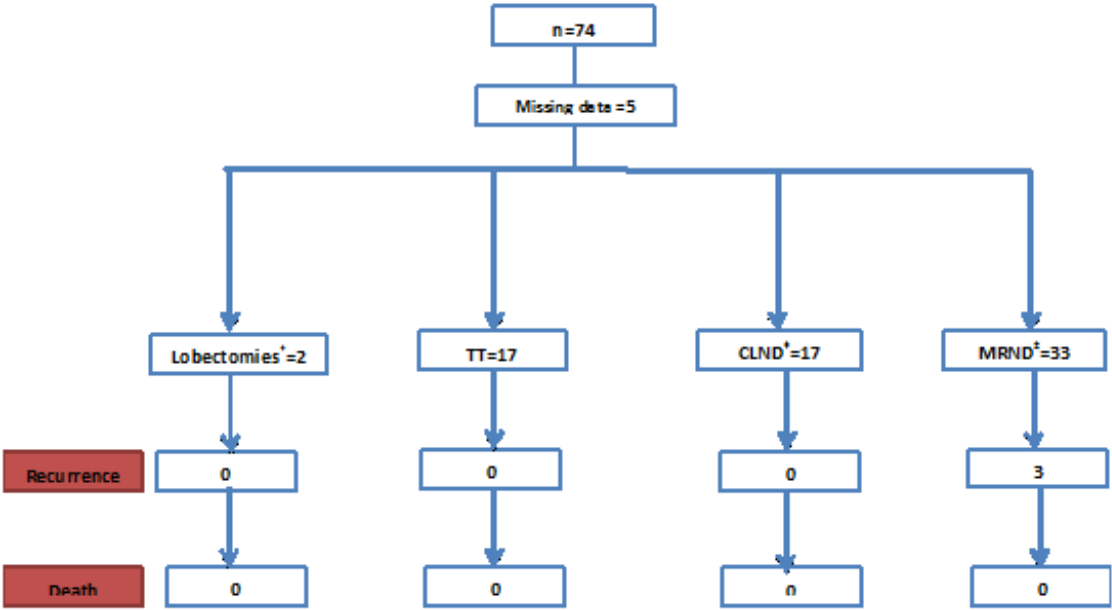 n=74
Missing data=5
Lobectomies*=2
TT=17
CLND†=17
MRND‡=33
Recurrence
0
0
0
3
Death
0
0
0
0